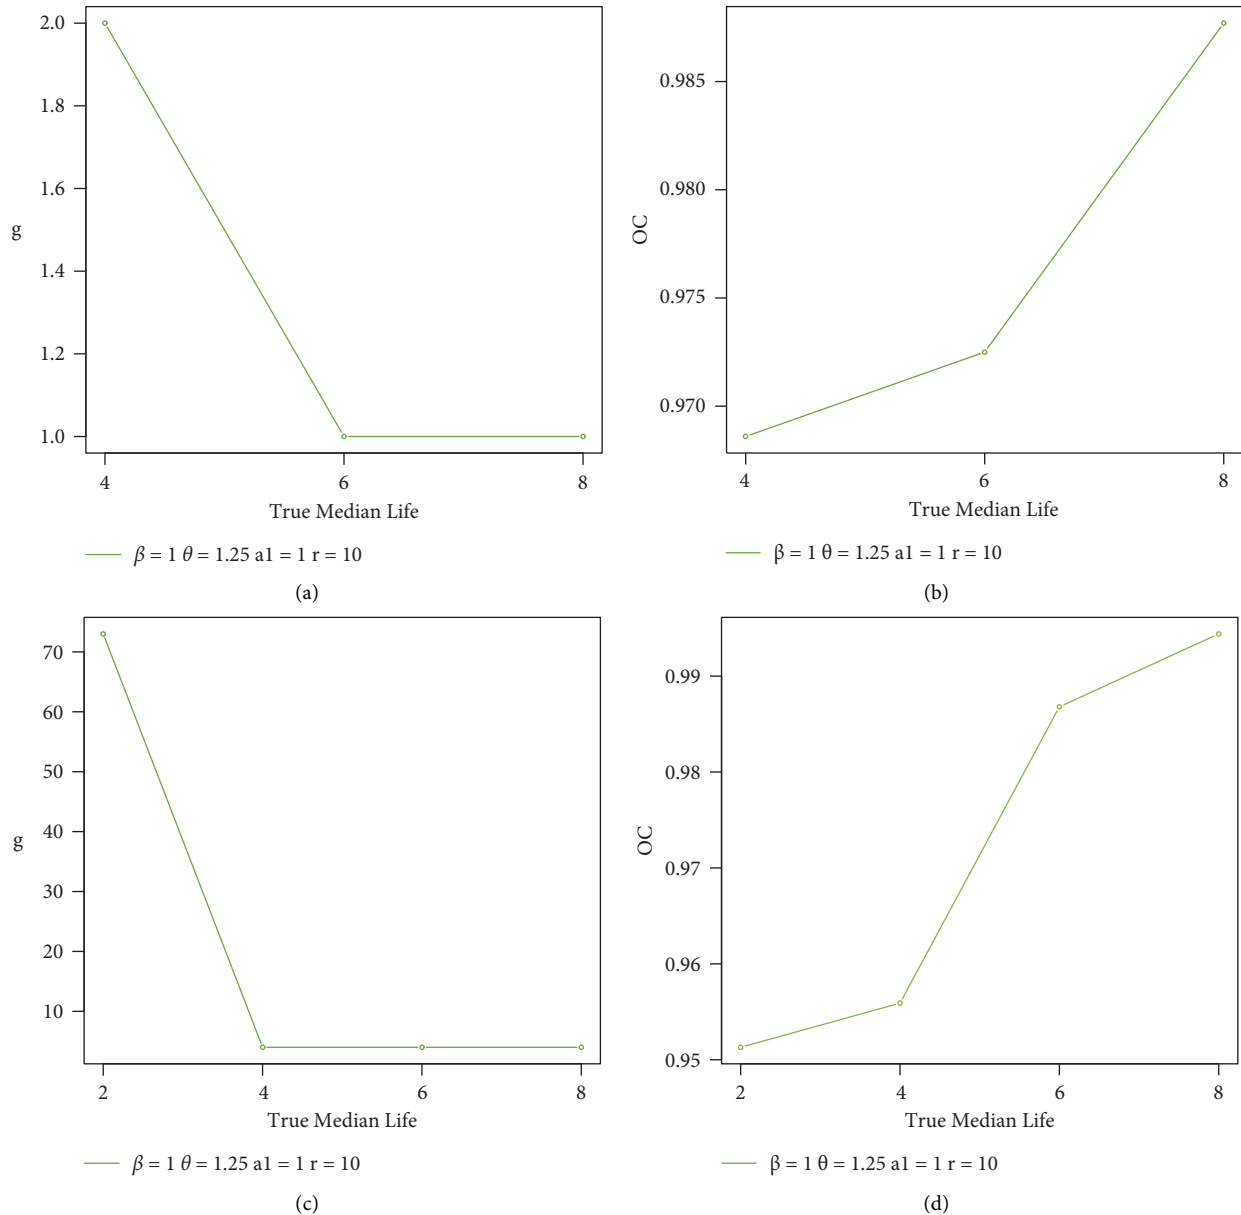 2.0
1.8
1.6
1.4
1.2
1.0
g
4 6 8
True Median Life
β = 1 θ = 1.25 a1 = 1 r = 10
(a)
0.985
0.980
0.975
0.970
OC
4 6 8
True Median Life
β = 1 θ = 1.25 a1 = 1 r = 10
(b)
70
60
50
40
30
20
10
g
2 4 6 8
True Median Life
β = 1 θ = 1.25 a1 = 1 r = 10
(c)
0.99
0.98
0.97
0.96
0.95
OC
2 4 6 8
True Median Life
β = 1 θ = 1.25 a1 = 1 r = 10
(d)